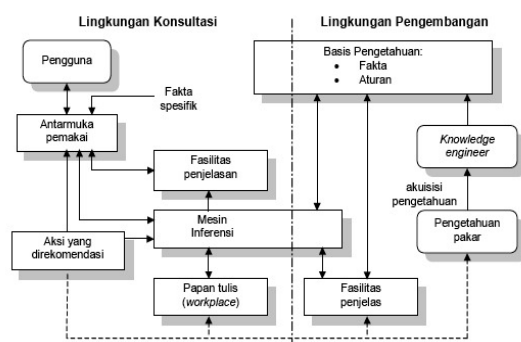 Lingkungan Konsultasi
Lingkungan Pengembangan
Pengguna
Fakta
spesifik
Antarmuka
pemakai
Fasilitas
penjelasan
Mesin
Inferensi
Aksi yang
direkomendasi
Papan tulis
(workplace)
Basis Pengetahuan:
• Fakta
• Aturan
Knowledge
engineer
akuisisi
pengetahuan
Pengetahuan
pakar
Fasilitas
penjelas